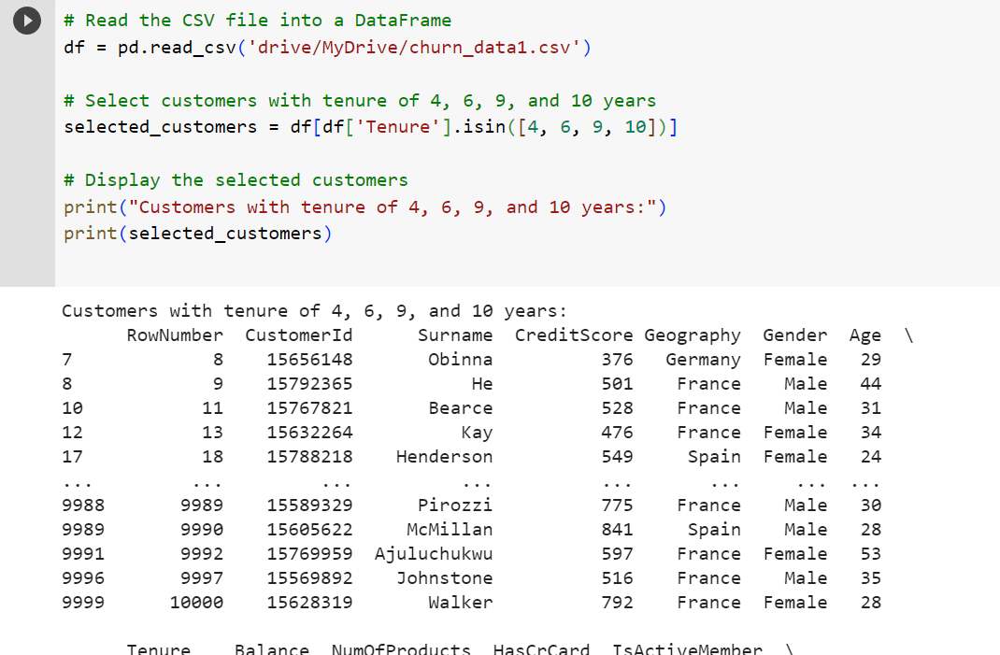 # Read the CSV file into a DataFrame
df = pd.read_csv('drive/MyDrive/churn_data1.csv')
# Select customers with tenure of 4, 6, 9, and 10 years
selected_customers = df[df['Tenure'].isin([4, 6, 9, 10])]
# Display the selected customers
print("Customers with tenure of 4, 6, 9, and 10 years:")
print(selected_customers)
Customers with tenure of 4, 6, 9, and 10 years:
RowNumber CustomerId Surname CreditScore Geography Gender Age \
7 8 15656148 Obinna 376 Germany Female 29
8 9 15792365 He 501 France Male 44
10 11 15767821 Bearce 528 France Male 31
12 13 15632264 Kay 476 France Female 34
17 18 15788218 Henderson 549 Spain Female 24
... ... ... ... ... ... ... ...
9988 9989 15589329 Pirozzi 775 France Male 30
9989 9990 15605622 McMillan 841 Spain Male 28
9991 9992 15769959 Ajuluchukwu 597 France Female 53
9996 9997 15569892 Johnstone 516 France Male 35
9999 10000 15628319 Walker 792 France Female 28
Tenure Balance NumOfProducts HasCrCard IsActiveMember \